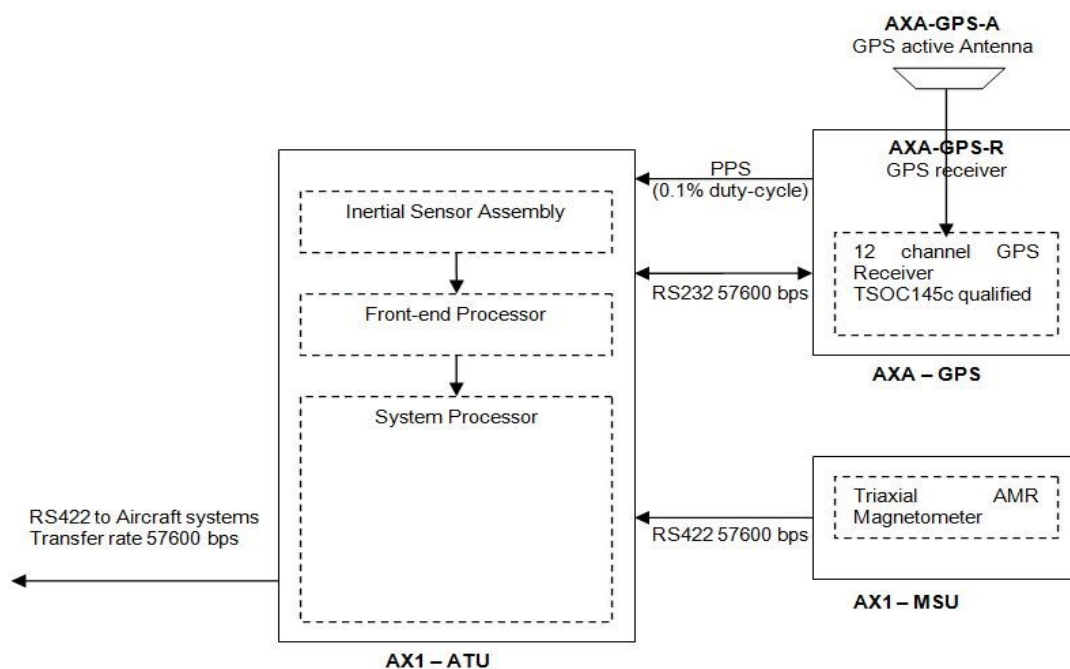 AXA-GPS-A
GPS active Antenna
AXA-GPS-R
GPS receiver
PPS
(0.1% duty-cycle)
Inertial Sensor Assembly
12 channel GPS
Receiver
TSOC145c qualified
RS232 57600 bps
Front-end Processor
AXA – GPS
System Processor
Triaxial AMR
Magnetometer
RS422 to Aircraft systems
Transfer rate 57600 bps
RS422 57600 bps
AX1 – MSU
AX1 – ATU